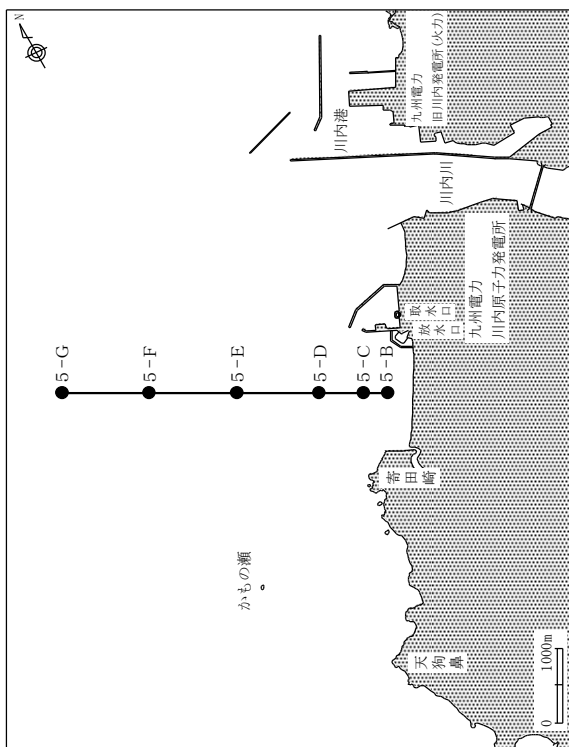 N
5-G
5-F
5-E
5-D
5-C
5-B
かもの瀬
天狗鼻
寄田崎
放水口
取水口
九州電力
川内原子力発電所
川内川
川内港
九州電力
旧川内発電所(火力)
0 1000m